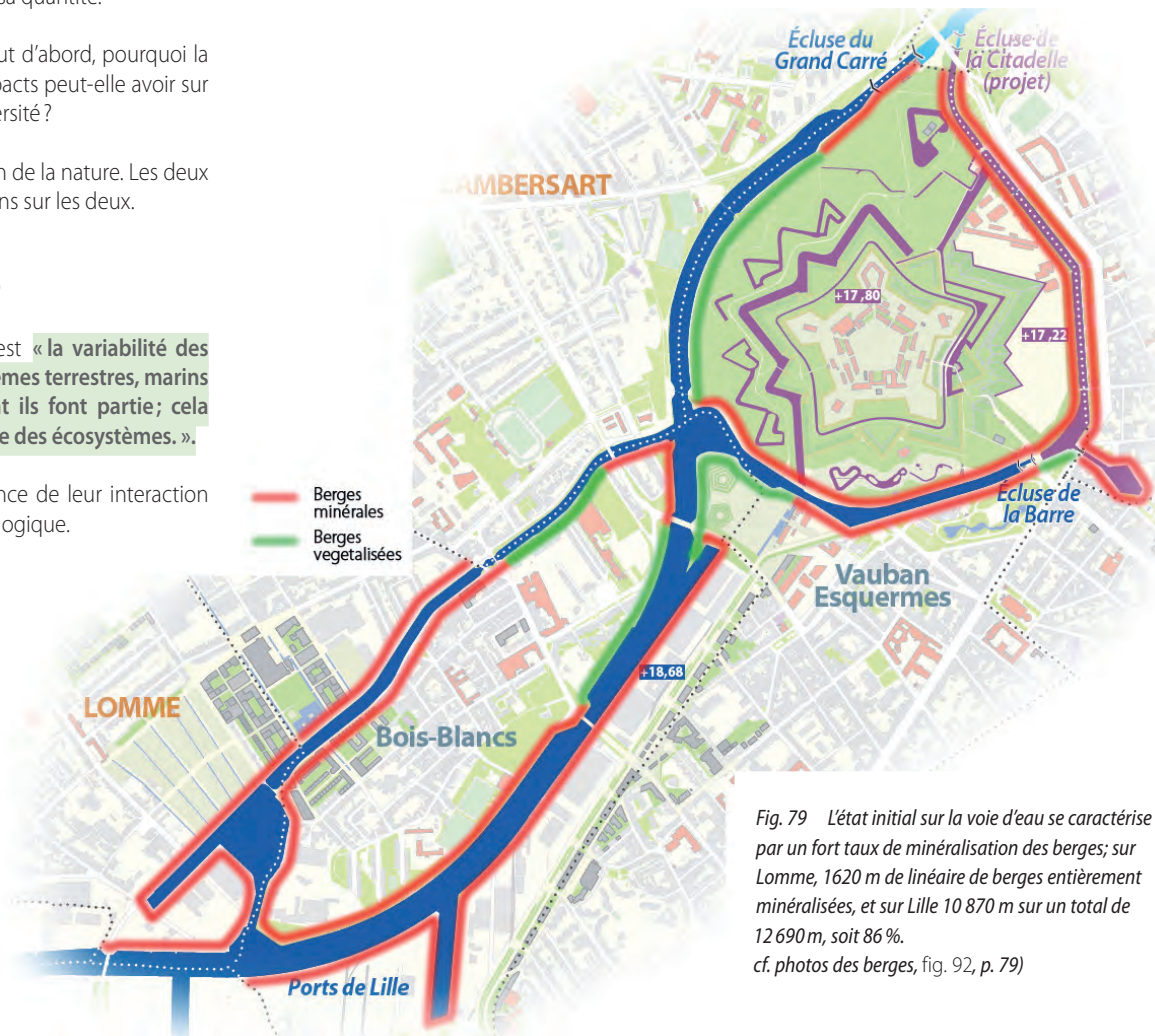 sa quantité.
ut d'abord, pourquoi la
pacts peut-elle avoir sur
ersité ?
n de la nature. Les deux
ns sur les deux.
est « la variabilité des
èmes terrestres, marins
nt ils font partie ; cela
e des écosystèmes. ».
nce de leur interaction
logique.
Écluse du
Grand Carré
Écluse de
la Citadelle
(projet)
AMBERSART
+17,80
+17,22
Berges
minérales
Berges
vegetalisées
Écluse de
la Barre
Vauban
Esquermes
+18,68
LOMME
Bois-Blancs
Ports de Lille
Fig. 79 L'état initial sur la voie d'eau se caractérise
par un fort taux de minéralisation des berges; sur
Lomme, 1620 m de linéaire de berges entièrement
minéralisées, et sur Lille 10 870 m sur un total de
12 690 m, soit 86 %.
cf. photos des berges, fig. 92, p. 79)